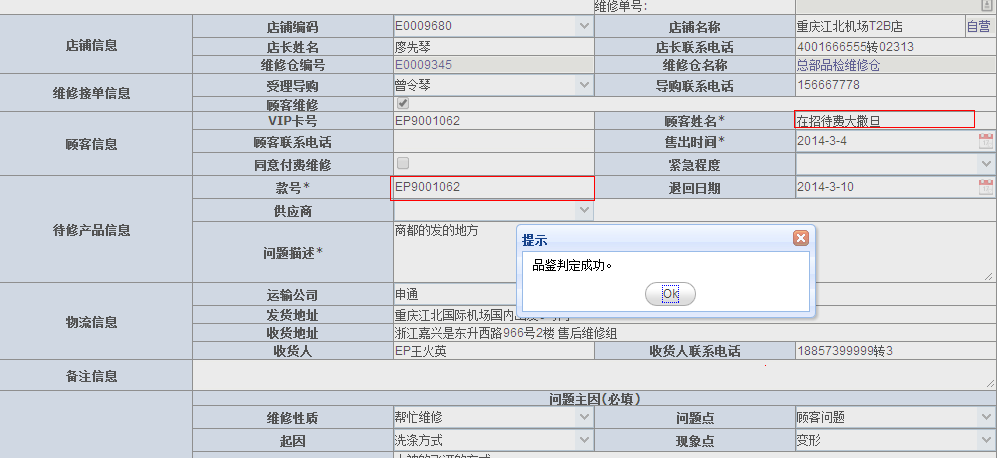 维修单号:
店铺信息 店铺编码 E0009680 店铺名称 重庆江北机场T2B店 自营
店长姓名 廖先琴 店长联系电话 4001666555转02313
维修仓编号 E0009345 维修仓名称 总部品检维修仓
维修接单信息 受理导购 曾令琴 导购联系电话 156667778
顾客维修
顾客信息 VIP卡号 EP9001062 顾客姓名* 在招待费大撒旦
顾客联系电话 售出时间* 2014-3-4
同意付费维修 紧急程度
待修产品信息 款号* EP9001062 退回日期 2014-3-10
供应商
问题描述* 商都的发的地方
提示
品鉴判定成功。
Ok
物流信息 运输公司 申通
发货地址 重庆江北国际机场国内出发
收货地址 浙江嘉兴是东升西路966号2楼 售后维修组
收货人 EP王火英 收货人联系电话 18857399999转3
备注信息
问题主因(必填)
维修性质 帮忙维修 问题点 顾客问题
起因 洗涤方式 现象点 变形